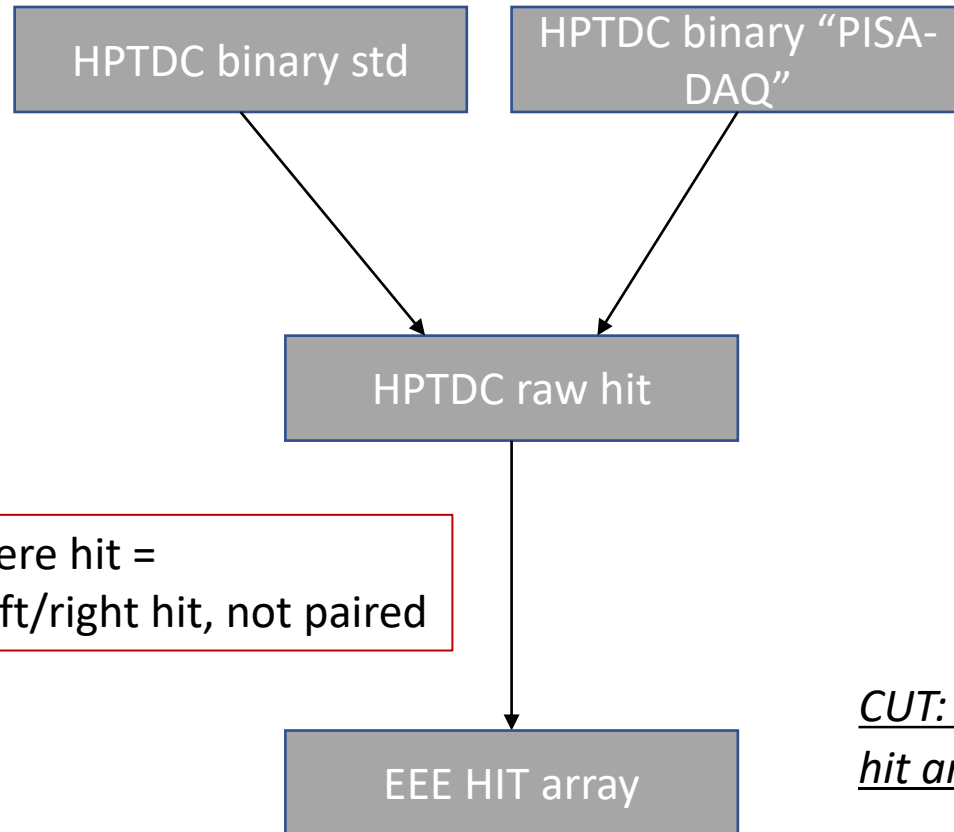 HPTDC binary std
HPTDC binary “PISA-
DAQ”
HPTDC raw hit
ere hit =
ft/right hit, not paired
CUT:
hit
EEE HIT array